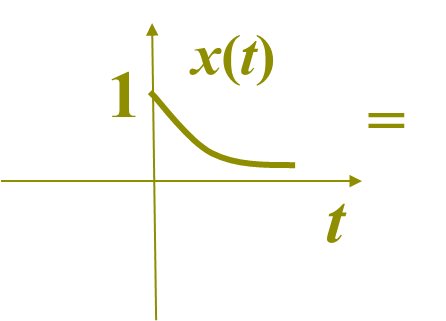 x(t)
1
=
t